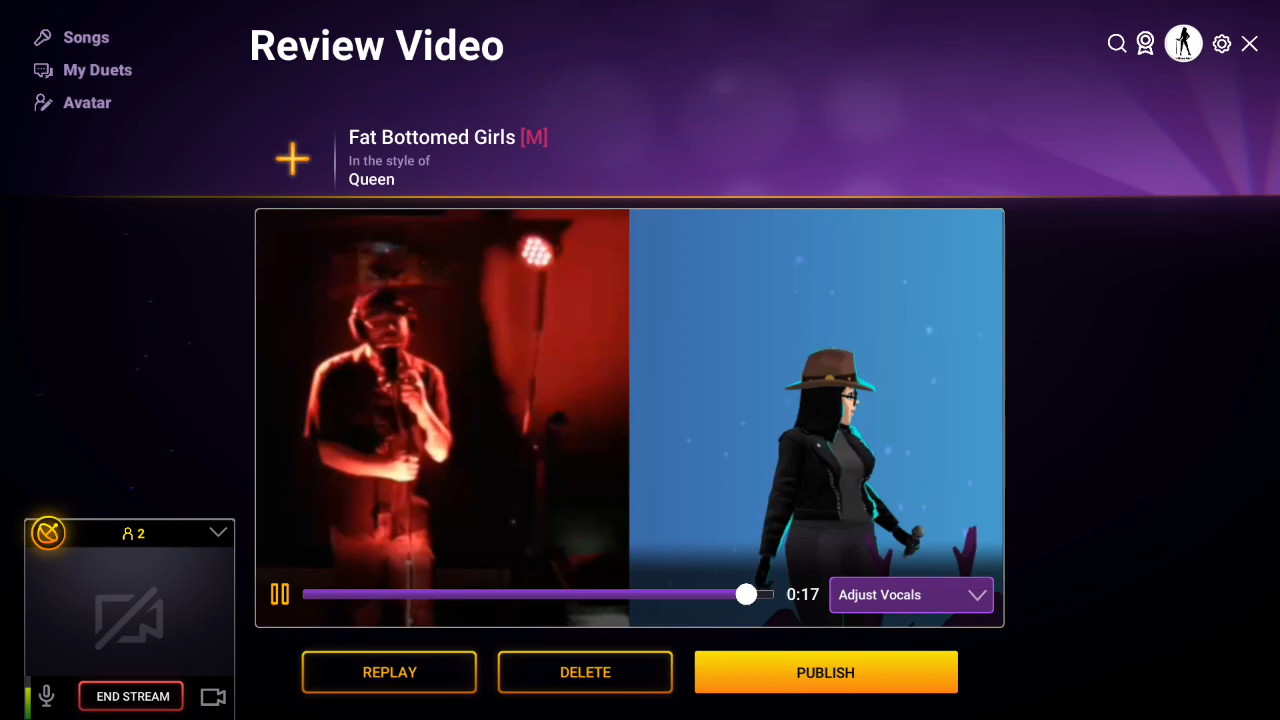 Songs
My Duets
Avatar
Review Video
Fat Bottomed Girls [M]
In the style of
Queen
0:17
Adjust Vocals
2
END STREAM
REPLAY
DELETE
PUBLISH